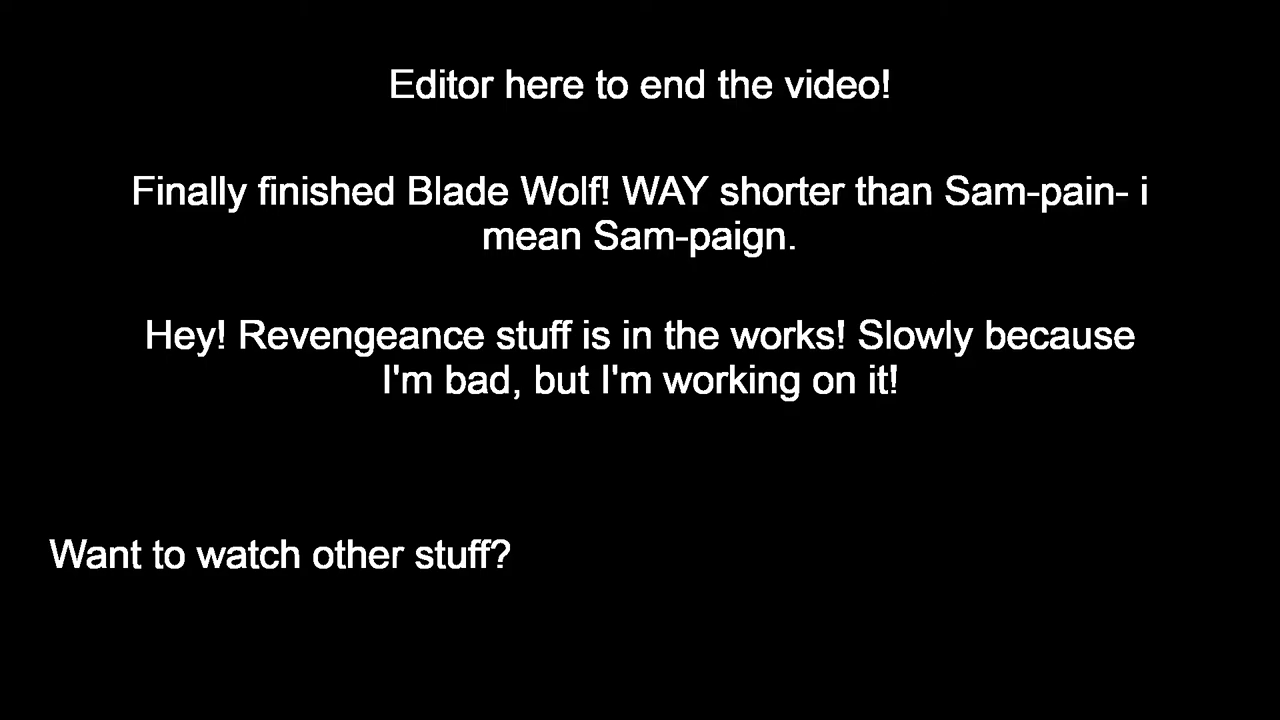 Editor here to end the video!
Finally finished Blade Wolf! WAY shorter than Sam-pain- i
mean Sam-paign.
Hey! Revengeance stuff is in the works! Slowly because
I'm bad, but I'm working on it!
Want to watch other stuff?